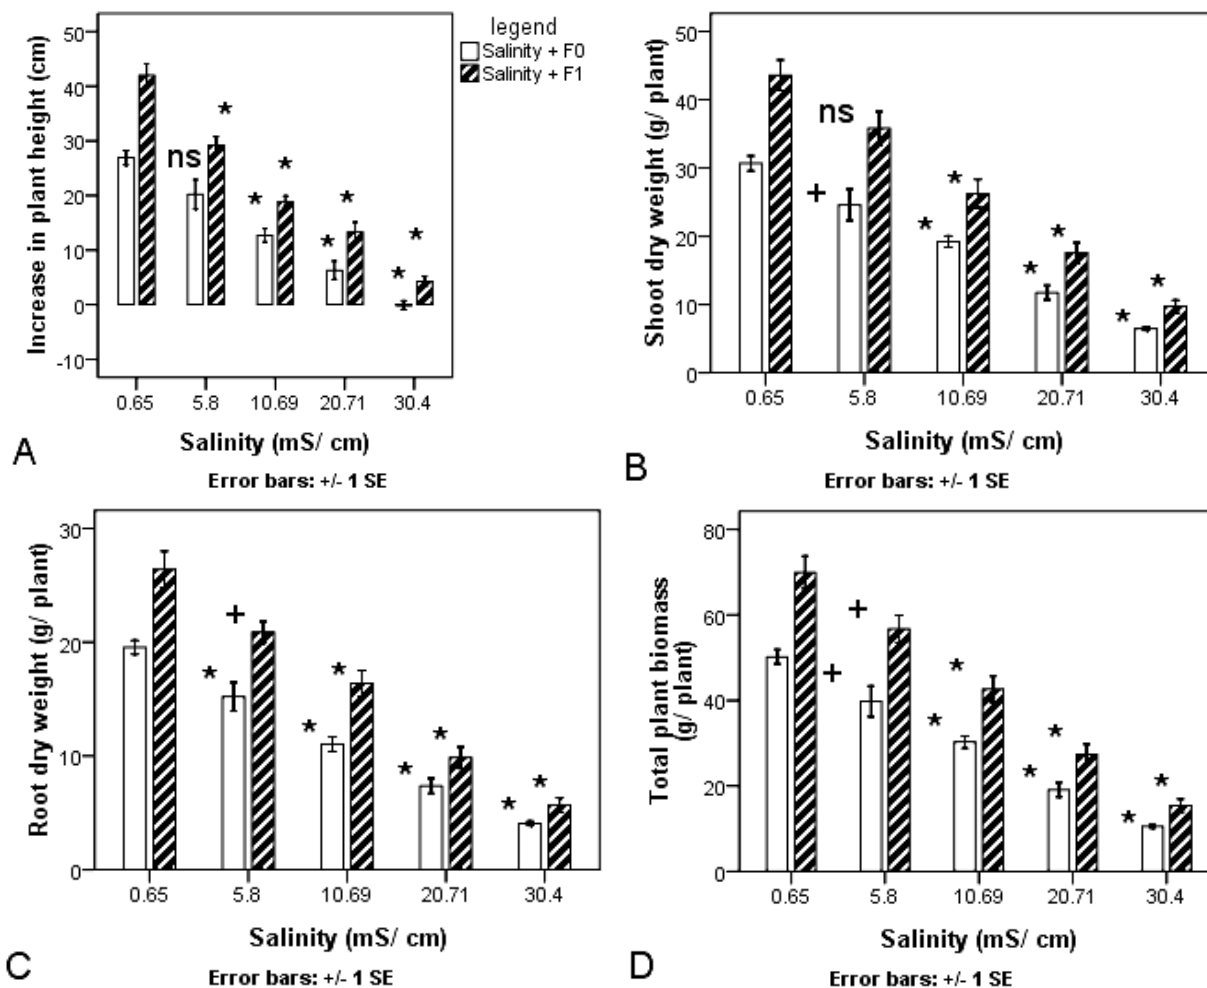 legend
Salinity + F0
Salinity + F1
Increase in plant height (cm)
50
40
30
20
10
0
-10
ns
*
*
*
*
*
*
*
0.65 5.8 10.69 20.71 30.4
Salinity (mS/ cm)
A
Error bars: +/- 1 SE
Shoot dry weight (g/ plant)
50
40
30
20
10
0
ns
+
*
*
*
*
*
*
0.65 5.8 10.69 20.71 30.4
Salinity (mS/ cm)
B
Error bars: +/- 1 SE
Root dry weight (g/ plant)
30
20
10
0
+
*
*
*
*
*
*
*
0.65 5.8 10.69 20.71 30.4
Salinity (mS/ cm)
C
Error bars: +/- 1 SE
Total plant biomass
(g/ plant)
80
60
40
20
0
+
+
*
*
*
*
*
*
0.65 5.8 10.69 20.71 30.4
Salinity (mS/ cm)
D
Error bars: +/- 1 SE